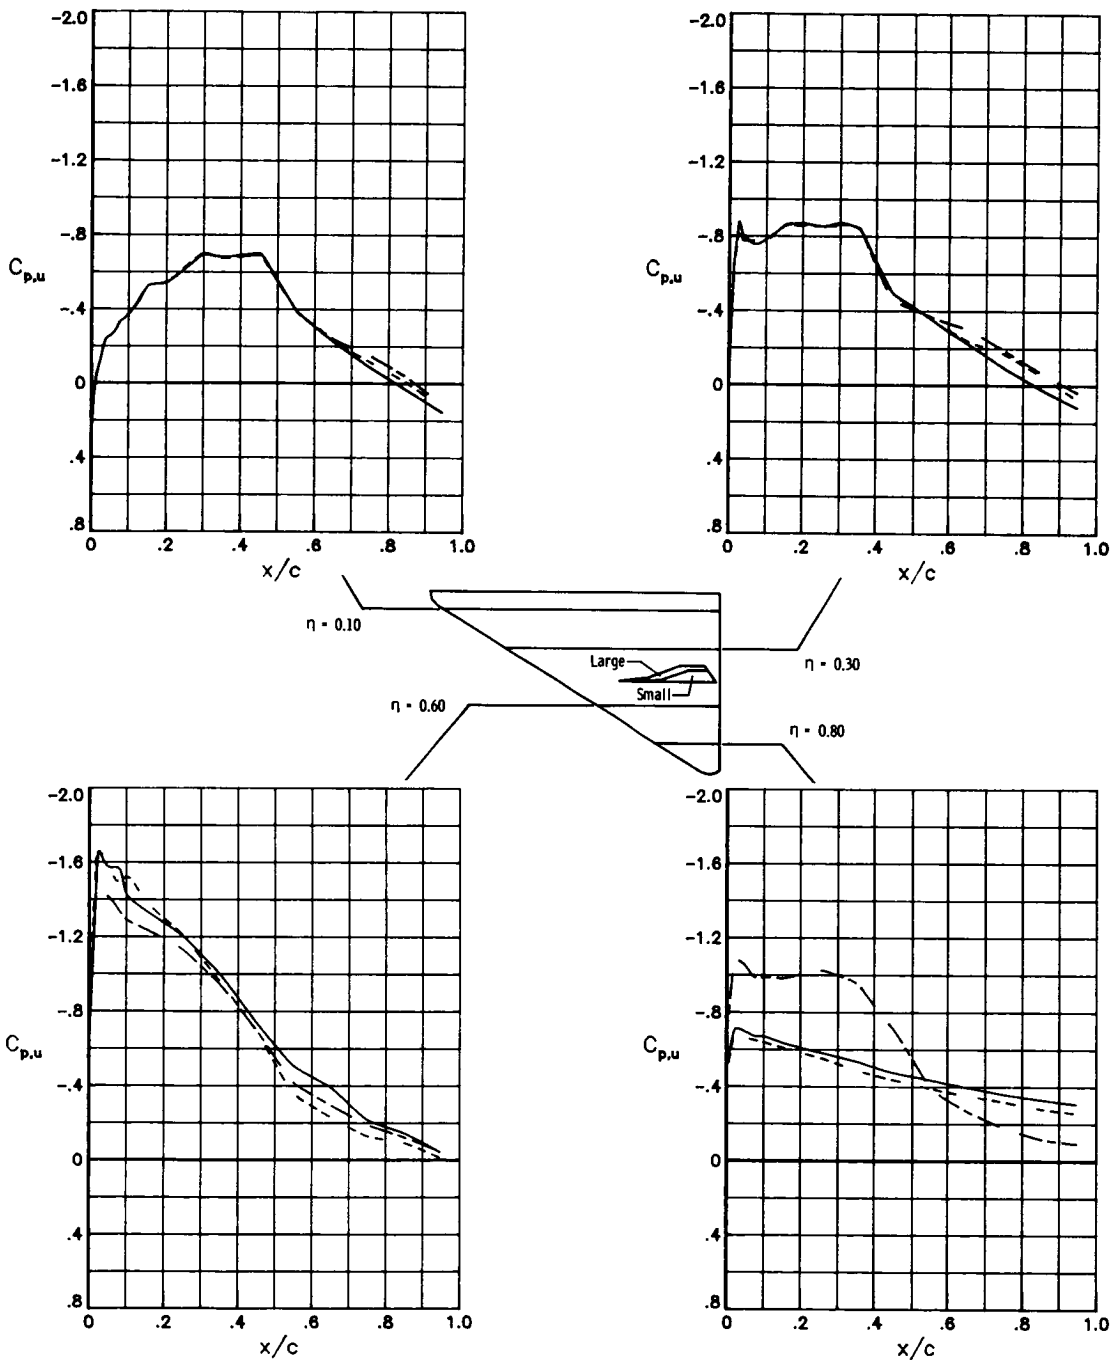 -2.0
-1.6
-1.2
-.8
-.4
0
.4
.8
C_{p,u}
0 .2 .4 .6 .8 1.0
x/c
-2.0
-1.6
-1.2
-.8
-.4
0
.4
.8
C_{p,u}
0 .2 .4 .6 .8 1.0
x/c
η = 0.10
η = 0.30
Large
Small
η = 0.60
η = 0.80
-2.0
-1.6
-1.2
-.8
-.4
0
.4
.8
C_{p,u}
0 .2 .4 .6 .8 1.0
x/c
-2.0
-1.6
-1.2
-.8
-.4
0
.4
.8
C_{p,u}
0 .2 .4 .6 .8 1.0
x/c